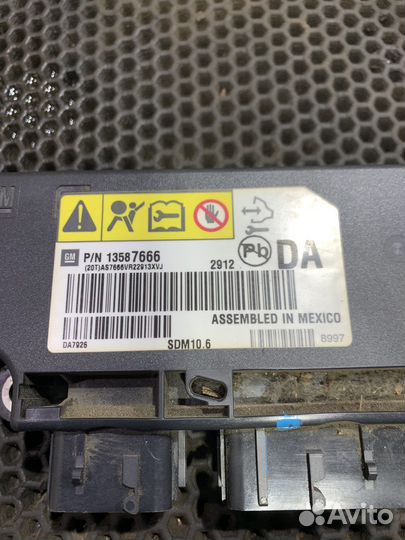 GM P/N 13587666 2912 Pb DA
(20T)AS7666VR22913XVJ
ASSEMBLED IN MEXICO
DA7926 SDM10.6 8997
Avito